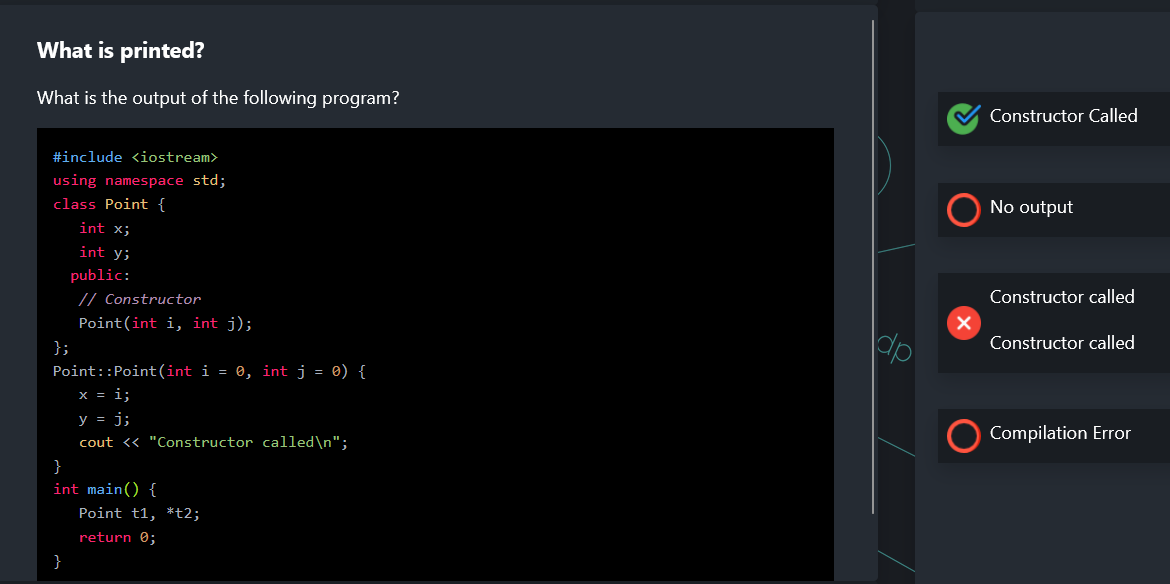 What is printed?
What is the output of the following program?
#include <iostream>
using namespace std;
class Point {
   int x;
   int y;
  public:
   // Constructor
   Point(int i, int j);
};
Point::Point(int i = 0, int j = 0) {
   x = i;
   y = j;
   cout << "Constructor called\n";
}
int main() {
   Point t1, *t2;
   return 0;
}
Constructor Called
No output
Constructor called
Constructor called
Compilation Error